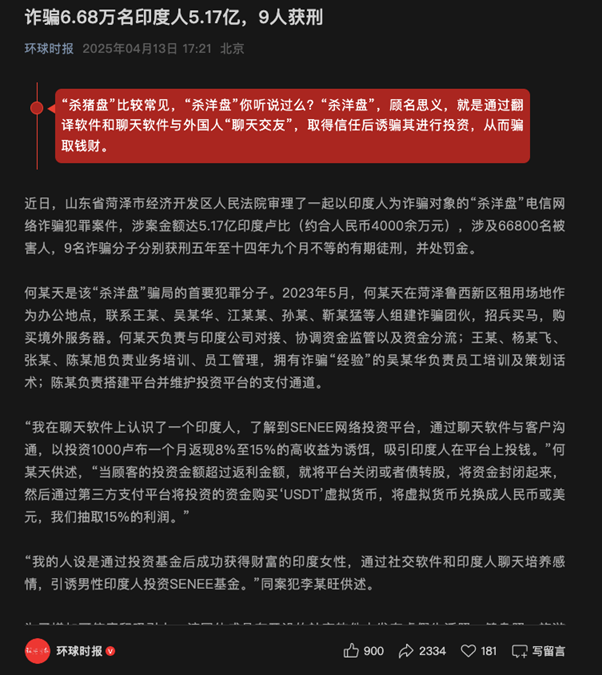 诈骗6.68万名印度人5.17亿，9人获刑
环球时报 2025年04月13日 17:21 北京
“杀猪盘”比较常见，“杀洋盘”你听说过么？“杀洋盘”，顾名思义，就是通过翻
译软件和聊天软件与外国人“聊天交友”，取得信任后诱骗其进行投资，从而骗
取钱财。
近日，山东省菏泽市经济开发区人民法院审理了一起以印度人为诈骗对象的“杀洋盘”电信网
络诈骗犯罪案件，涉案金额达5.17亿印度卢比（约合人民币4000余万元），涉及66800名被
害人，9名诈骗分子分别获刑五年至十四年九个月不等的有期徒刑，并处罚金。
何某天是该“杀洋盘”骗局的首要犯罪分子。2023年5月，何某天在菏泽鲁西新区租用场地作
为办公地点，联系王某、吴某华、江某某、孙某、靳某猛等人组建诈骗团伙，招兵买马，购
买境外服务器。何某天负责与印度公司对接、协调资金监管以及资金分流；王某、杨某飞、
张某、陈某旭负责业务培训、员工管理，拥有诈骗“经验”的吴某华负责员工培训及策划话
术；陈某负责搭建平台并维护投资平台的支付通道。
“我在聊天软件上认识了一个印度人，了解到SENEE网络投资平台，通过聊天软件与客户沟
通，以投资1000卢布一个月返现8%至15%的高收益为诱饵，吸引印度人在平台上投钱。”何
某天供述，“当顾客的投资金额超过返利金额，就将平台关闭或者债转股，将资金封闭起来，
然后通过第三方支付平台将投资的资金购买‘USDT’虚拟货币，将虚拟货币兑换成人民币或美
元，我们抽取15%的利润。”
“我的人设是通过投资基金后成功获得财富的印度女性，通过社交软件和印度人聊天培养感
情，引诱男性印度人投资SENEE基金。”同案犯李某旺供述。
环球时报 900 2334 181 写留言